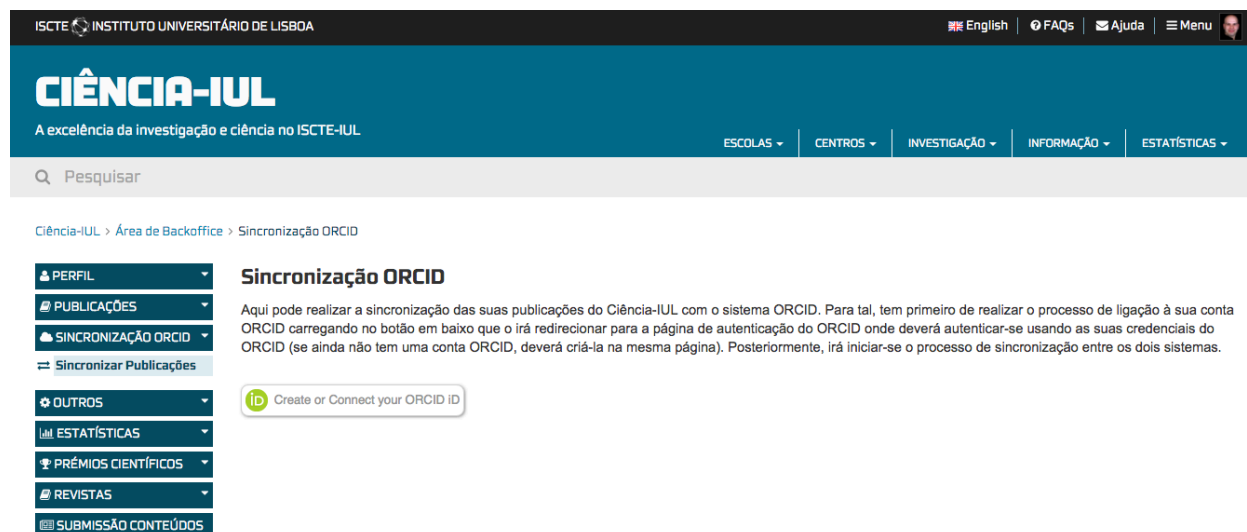 ISCTE INSTITUTO UNIVERSITÁRIO DE LISBOA
English
FAQs
Ajuda
Menu
CIÊNCIA-IUL
A excelência da investigação e ciência no ISCTE-IUL
ESCOLAS
CENTROS
INVESTIGAÇÃO
INFORMAÇÃO
ESTATÍSTICAS
Pesquisar
Ciência-IUL > Área de Backoffice > Sincronização ORCID
PERFIL
PUBLICAÇÕES
SINCRONIZAÇÃO ORCID
Sincronizar Publicações
OUTROS
ESTATÍSTICAS
PRÉMIOS CIENTÍFICOS
REVISTAS
SUBMISSÃO CONTEÚDOS
Sincronização ORCID
Aqui pode realizar a sincronização das suas publicações do Ciência-IUL com o sistema ORCID. Para tal, tem primeiro de realizar o processo de ligação à sua conta
ORCID carregando no botão em baixo que o irá redirecionar para a página de autenticação do ORCID onde deverá autenticar-se usando as suas credenciais do
ORCID (se ainda não tem uma conta ORCID, deverá criá-la na mesma página). Posteriormente, irá iniciar-se o processo de sincronização entre os dois sistemas.
iD Create or Connect your ORCID iD